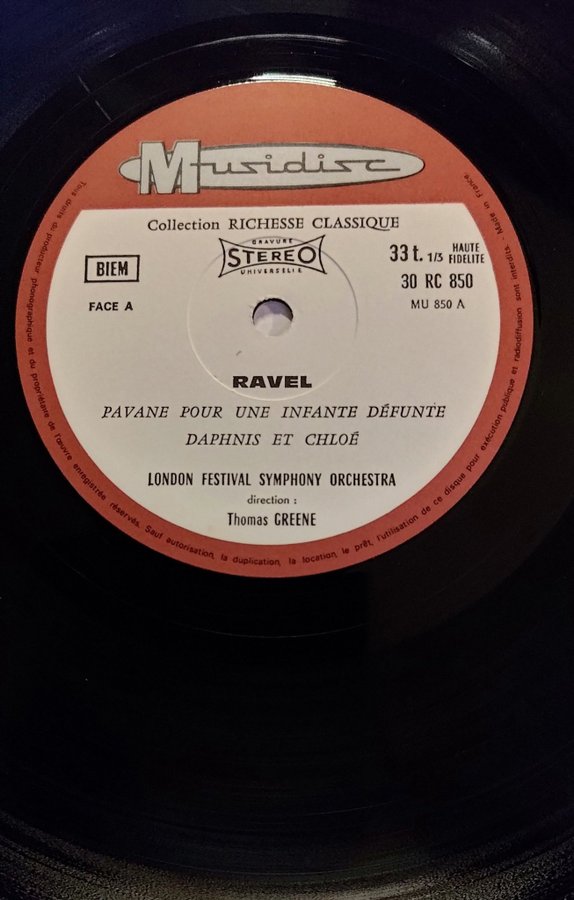 Musidisc
Collection RICHESSE CLASSIQUE
GRAVURE
STEREO
UNIVERSELLE
BIEM
33 t. 1/3 HAUTE FIDELITE
30 RC 850
FACE A
MU 850 A
RAVEL
PAVANE POUR UNE INFANTE DÉFUNTE
DAPHNIS ET CHLOÉ
LONDON FESTIVAL SYMPHONY ORCHESTRA
direction :
Thomas GREENE
Tous droits du producteur phonographique et du propriétaire de l'œuvre enregistrée réservés. Sauf autorisation, la duplication, la location, le prêt, l'utilisation de ce disque pour exécution publique et radiodiffusion sont interdits. Made in France